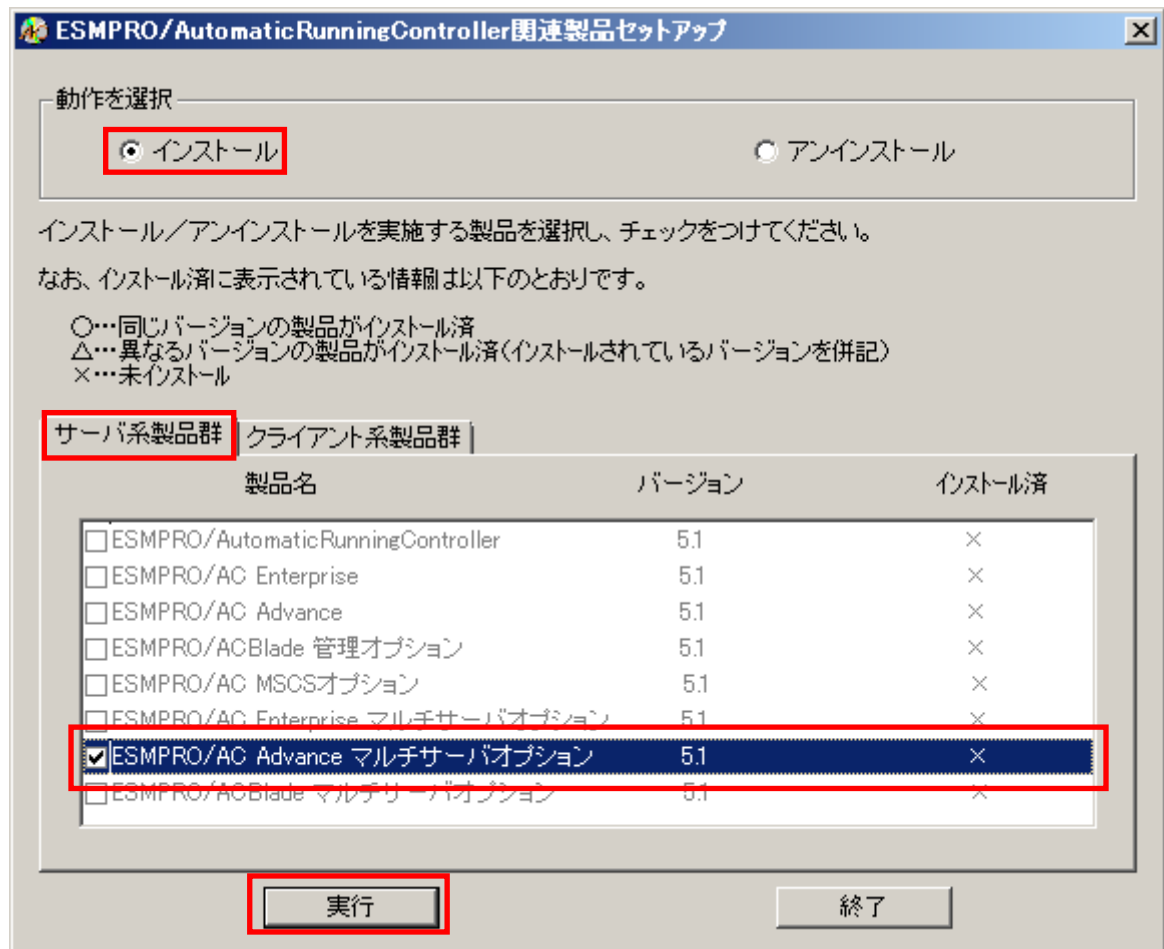 ESMPRO/AutomaticRunningController関連製品セットアップ
動作を選択
インストール
アンインストール
インストール／アンインストールを実施する製品を選択し、チェックをつけてください。
なお、インストール済に表示されている情報は以下のとおりです。
○…同じバージョンの製品がインストール済
△…異なるバージョンの製品がインストール済(インストールされているバージョンを併記)
×…未インストール
サーバ系製品群 クライアント系製品群
製品名 バージョン インストール済
ESMPRO/AutomaticRunningController 5.1 ×
ESMPRO/AC Enterprise 5.1 ×
ESMPRO/AC Advance 5.1 ×
ESMPRO/ACBlade 管理オプション 5.1 ×
ESMPRO/AC MSCSオプション 5.1 ×
ESMPRO/AC Enterprise マルチサーバオプション 5.1 ×
ESMPRO/AC Advance マルチサーバオプション 5.1 ×
ESMPRO/ACBlade マルチサーバオプション 5.1 ×
実行
終了